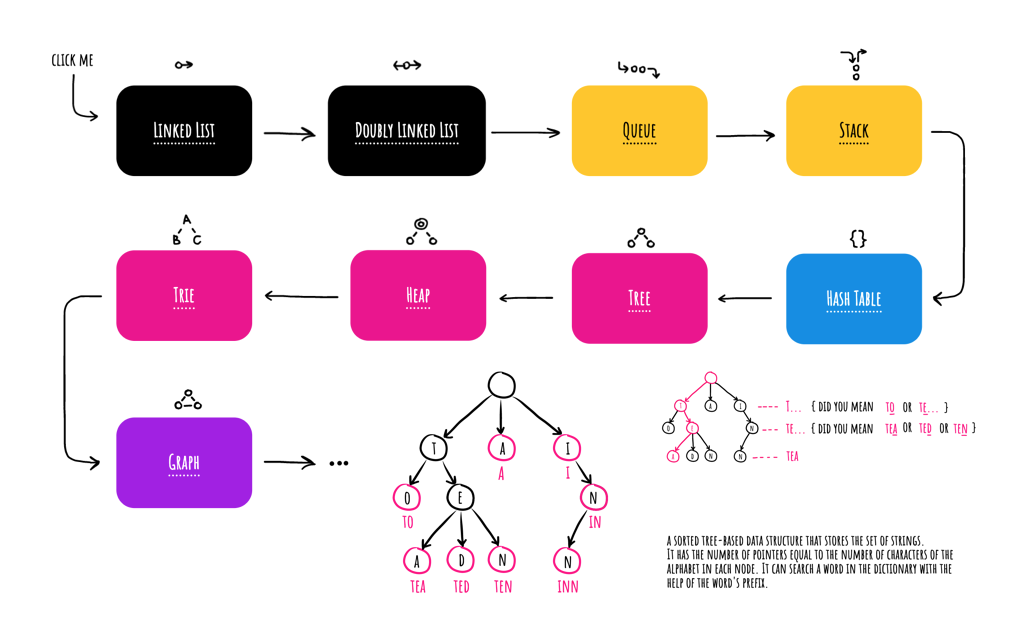 CLICK ME
LINKED LIST
DOUBLY LINKED LIST
QUEUE
STACK
A
B C
{}
TRIE
HEAP
TREE
HASH TABLE
GRAPH
...
T A I
A I
O E N
TO IN
A D N N
TEA TED TEN INN
T A I ---- T... { DID YOU MEAN TO OR TE... }
O E N ---- TE... { DID YOU MEAN TEA OR TED OR TEN }
A D N N ---- TEA
A SORTED TREE-BASED DATA STRUCTURE THAT STORES THE SET OF STRINGS.
IT HAS THE NUMBER OF POINTERS EQUAL TO THE NUMBER OF CHARACTERS OF THE
ALPHABET IN EACH NODE. IT CAN SEARCH A WORD IN THE DICTIONARY WITH THE
HELP OF THE WORD'S PREFIX.